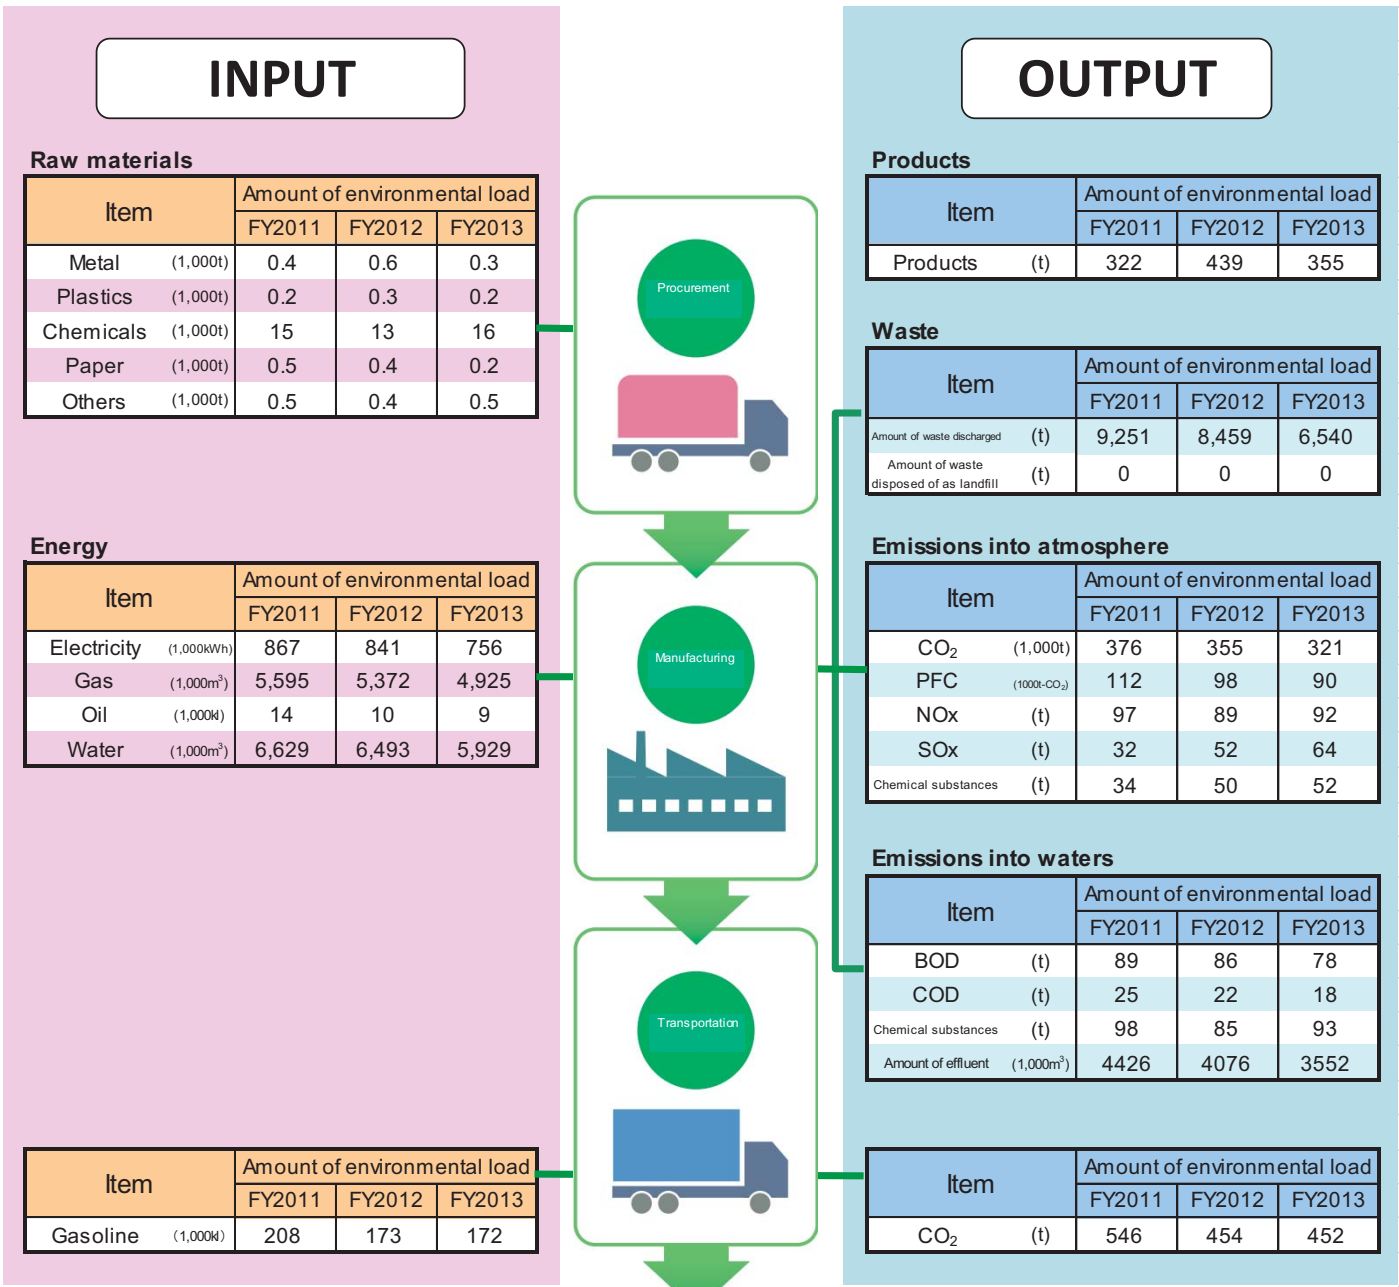 INPUT
Raw materials
Item Amount of environmental load
FY2011 FY2012 FY2013
Metal (1,000t) 0.4 0.6 0.3
Plastics (1,000t) 0.2 0.3 0.2
Chemicals (1,000t) 15 13 16
Paper (1,000t) 0.5 0.4 0.2
Others (1,000t) 0.5 0.4 0.5
Energy
Item Amount of environmental load
FY2011 FY2012 FY2013
Electricity (1,000kWh) 867 841 756
Gas (1,000m³) 5,595 5,372 4,925
Oil (1,000kl) 14 10 9
Water (1,000m³) 6,629 6,493 5,929
Item Amount of environmental load
FY2011 FY2012 FY2013
Gasoline (1,000kl) 208 173 172
Procurement
Manufacturing
Transportation
OUTPUT
Products
Item Amount of environmental load
FY2011 FY2012 FY2013
Products (t) 322 439 355
Waste
Item Amount of environmental load
FY2011 FY2012 FY2013
Amount of waste discharged (t) 9,251 8,459 6,540
Amount of waste
disposed of as landfill (t) 0 0 0
Emissions into atmosphere
Item Amount of environmental load
FY2011 FY2012 FY2013
CO₂ (1,000t) 376 355 321
PFC (1000t-CO₂) 112 98 90
NOx (t) 97 89 92
SOx (t) 32 52 64
Chemical substances (t) 34 50 52
Emissions into waters
Item Amount of environmental load
FY2011 FY2012 FY2013
BOD (t) 89 86 78
COD (t) 25 22 18
Chemical substances (t) 98 85 93
Amount of effluent (1,000m³) 4426 4076 3552
Item Amount of environmental load
FY2011 FY2012 FY2013
CO₂ (t) 546 454 452